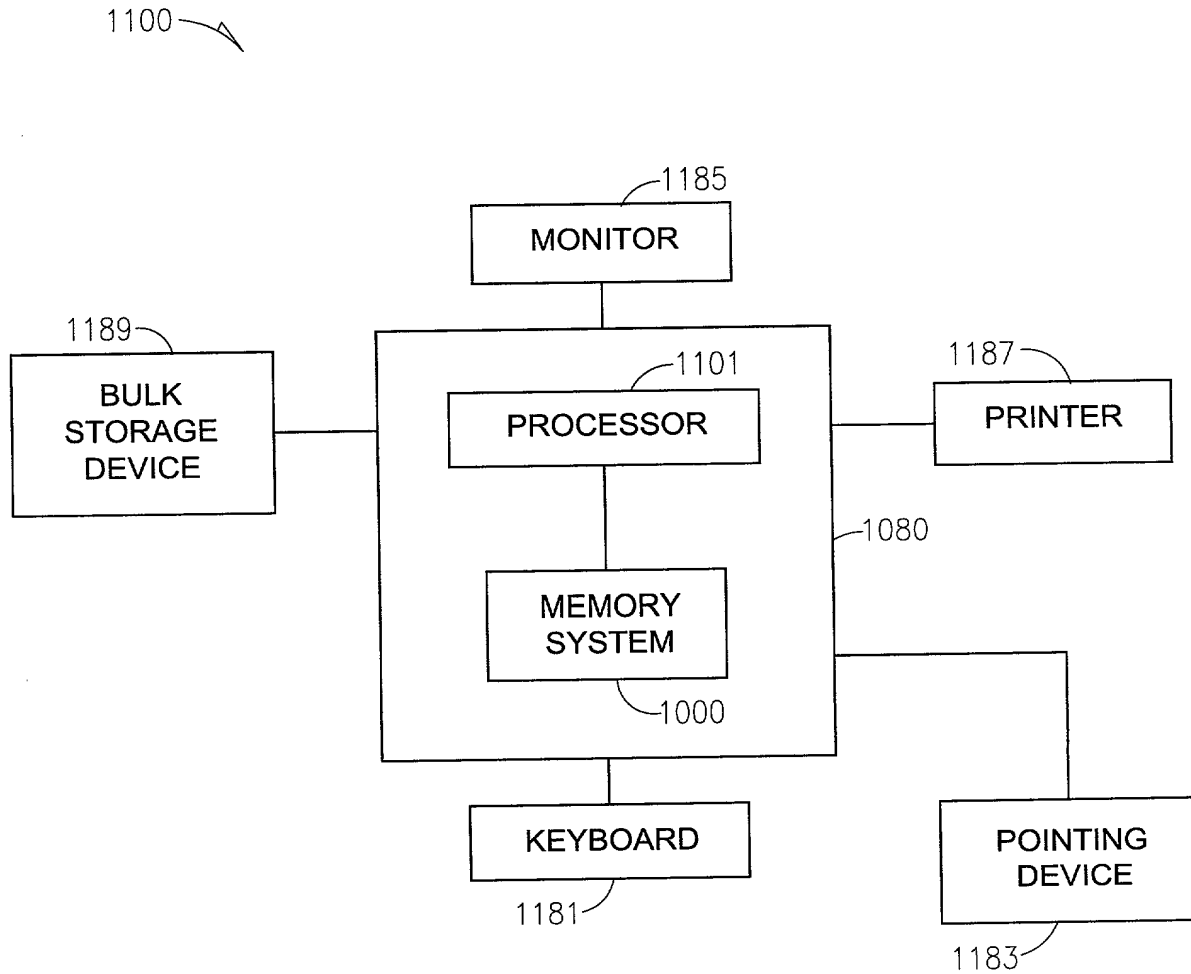 1100
1185
MONITOR
1189
BULK
STORAGE
DEVICE
1101
PROCESSOR
1187
PRINTER
1080
MEMORY
SYSTEM
1000
KEYBOARD
1181
POINTING
DEVICE
1183